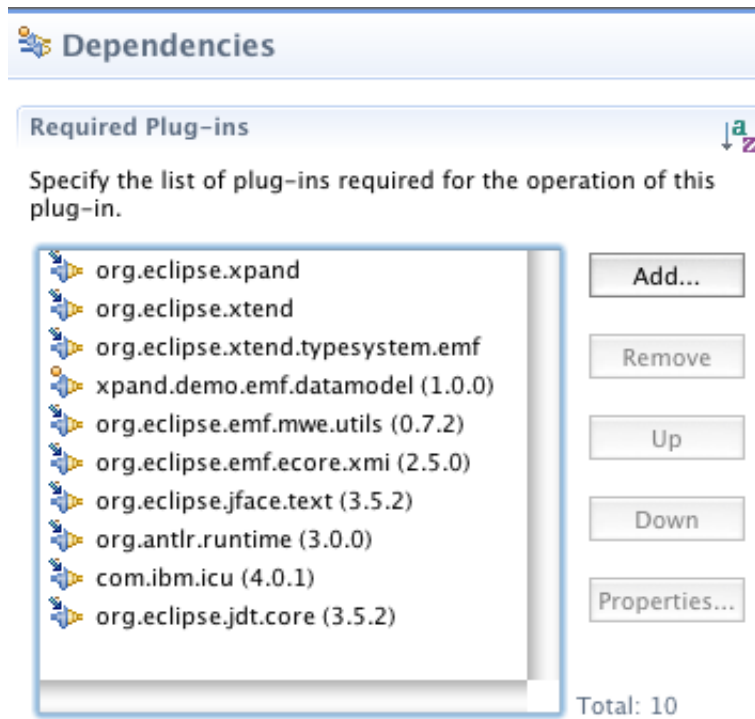 Dependencies
Required Plug-ins
a
z
Specify the list of plug-ins required for the operation of this
plug-in.
org.eclipse.xpand
org.eclipse.xtend
org.eclipse.xtend.typesystem.emf
xpand.demo.emf.datamodel (1.0.0)
org.eclipse.emf.mwe.utils (0.7.2)
org.eclipse.emf.ecore.xmi (2.5.0)
org.eclipse.jface.text (3.5.2)
org.antlr.runtime (3.0.0)
com.ibm.icu (4.0.1)
org.eclipse.jdt.core (3.5.2)
Add...
Remove
Up
Down
Properties...
Total: 10